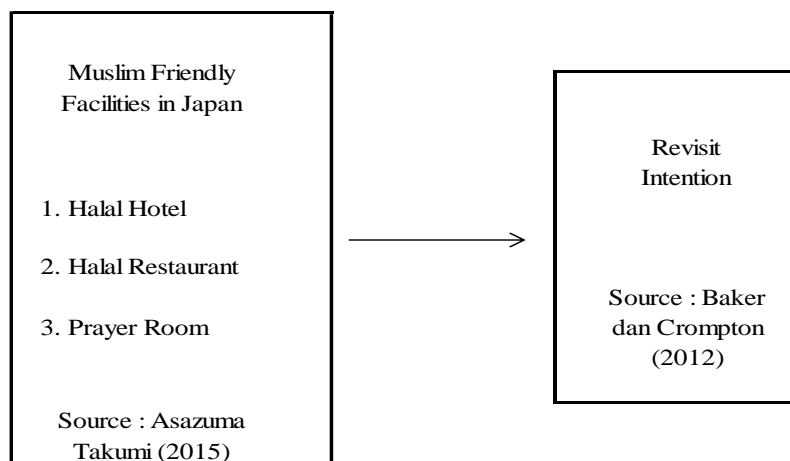 Muslim Friendly
Facilities in Japan
1. Halal Hotel
2. Halal Restaurant
3. Prayer Room
Source : Asazuma
Takumi (2015)
Revisit
Intention
Source : Baker
dan Crompton
(2012)